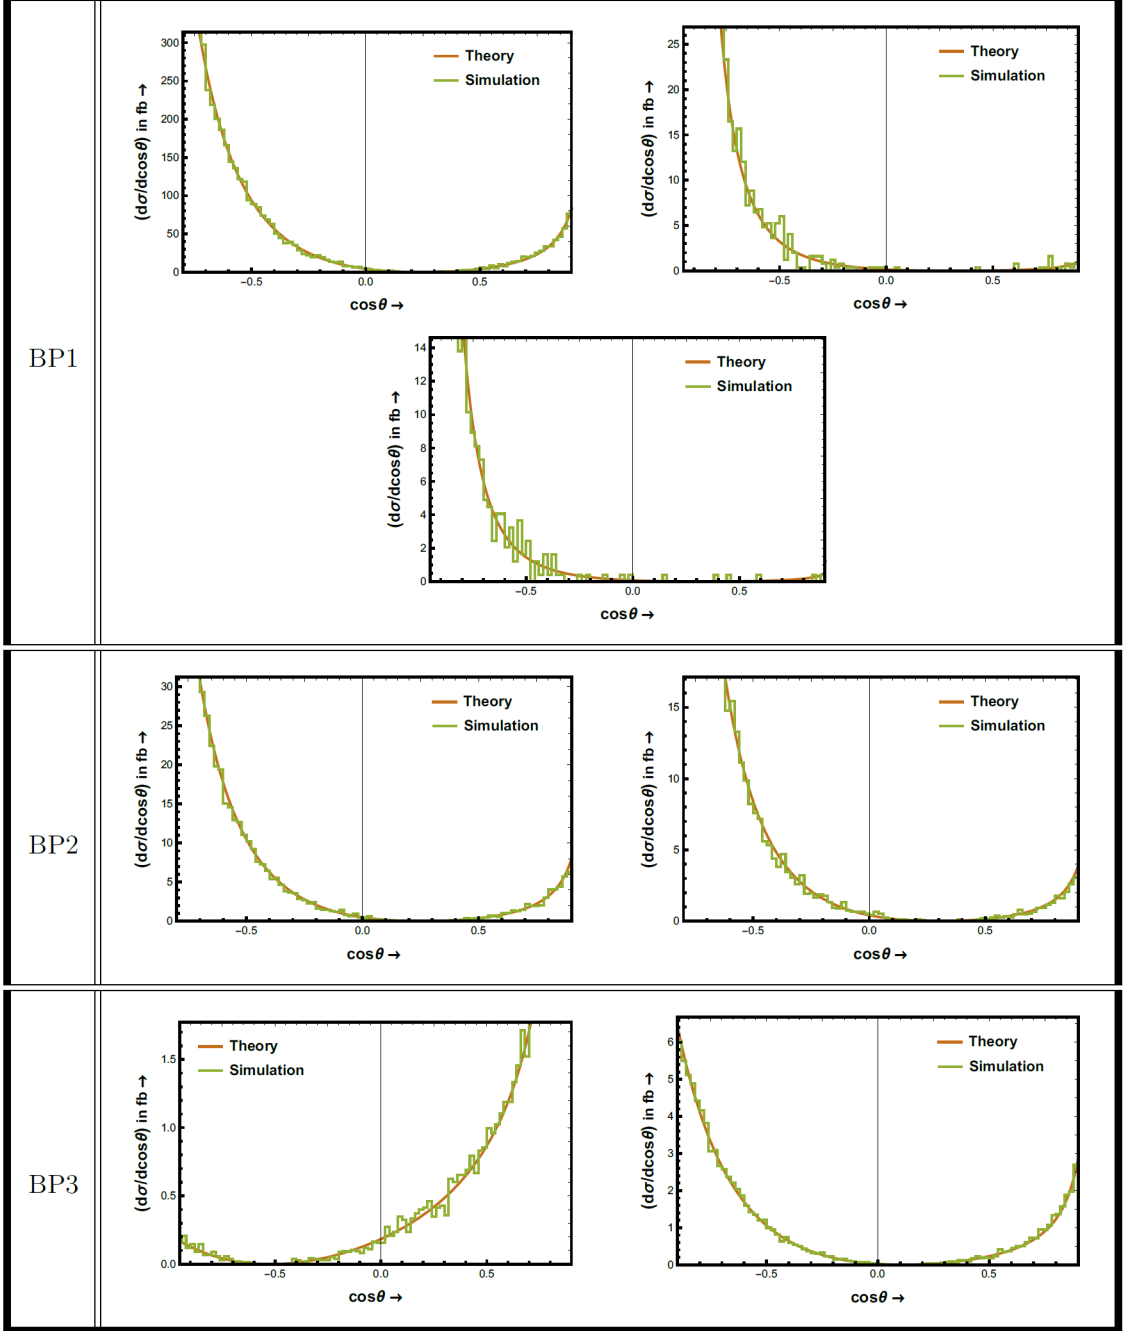 BP1
300
250
200
150
100
50
0
−0.5 0.0 0.5
(dσ/dcosθ) in fb →
cosθ →
Theory
Simulation
25
20
15
10
5
0
−0.5 0.0 0.5
(dσ/dcosθ) in fb →
cosθ →
Theory
Simulation
14
12
10
8
6
4
2
0
−0.5 0.0 0.5
(dσ/dcosθ) in fb →
cosθ →
Theory
Simulation
BP2
30
25
20
15
10
5
0
−0.5 0.0 0.5
(dσ/dcosθ) in fb →
cosθ →
Theory
Simulation
15
10
5
0
−0.5 0.0 0.5
(dσ/dcosθ) in fb →
cosθ →
Theory
Simulation
BP3
1.5
1.0
0.5
0.0
−0.5 0.0 0.5
(dσ/dcosθ) in fb →
cosθ →
Theory
Simulation
6
5
4
3
2
1
0
−0.5 0.0 0.5
(dσ/dcosθ) in fb →
cosθ →
Theory
Simulation